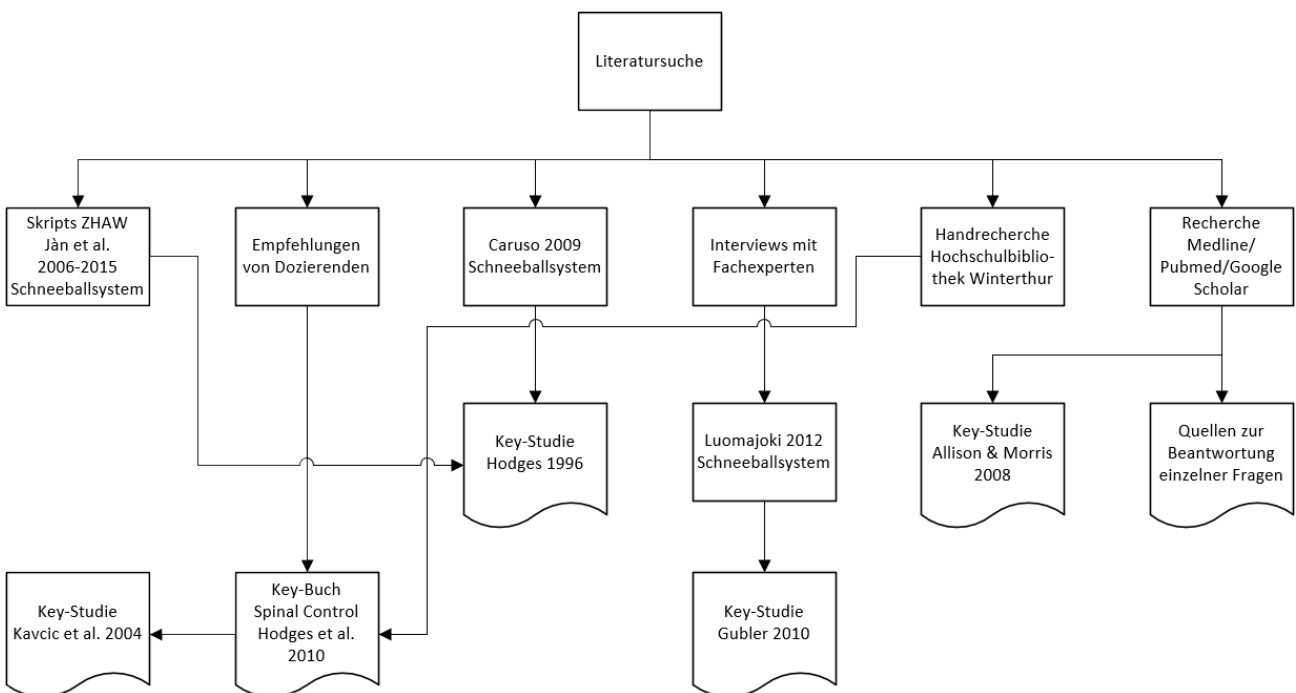 Literatursuche
Skripts ZHAW
Jàn et al.
2006-2015
Schneeballsystem
Empfehlungen
von Dozierenden
Caruso 2009
Schneeballsystem
Interviews mit
Fachexperten
Handrecherche
Hochschulbiblio-
thek Winterthur
Recherche
Medline/
Pubmed/Google
Scholar
Key-Studie
Hodges 1996
Luomajoki 2012
Schneeballsystem
Key-Studie
Allison & Morris
2008
Quellen zur
Beantwortung
einzelner Fragen
Key-Studie
Kavcic et al. 2004
Key-Buch
Spinal Control
Hodges et al.
2010
Key-Studie
Gubler 2010